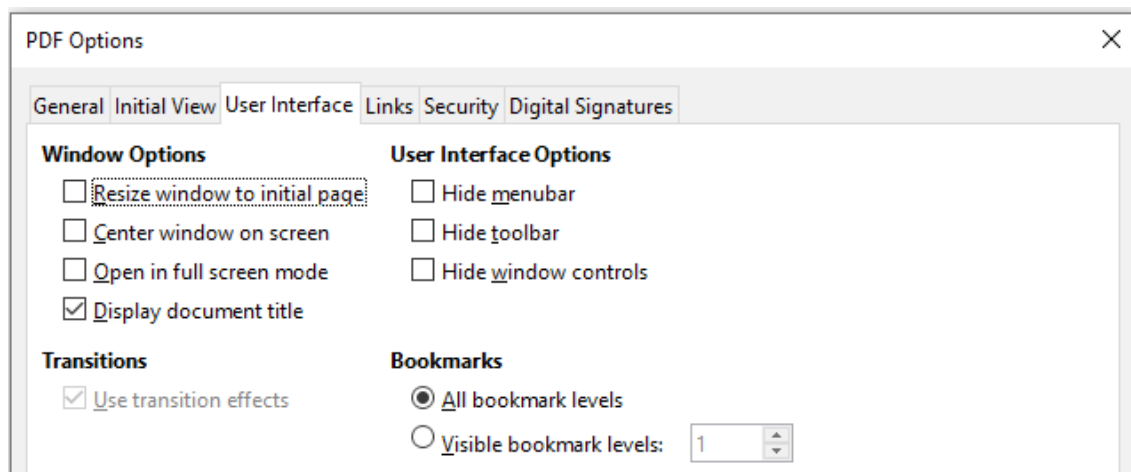 PDF Options
General Initial View User Interface Links Security Digital Signatures
Window Options
Resize window to initial page
Center window on screen
Open in full screen mode
Display document title
User Interface Options
Hide menubar
Hide toolbar
Hide window controls
Transitions
Use transition effects
Bookmarks
All bookmark levels
Visible bookmark levels: 1